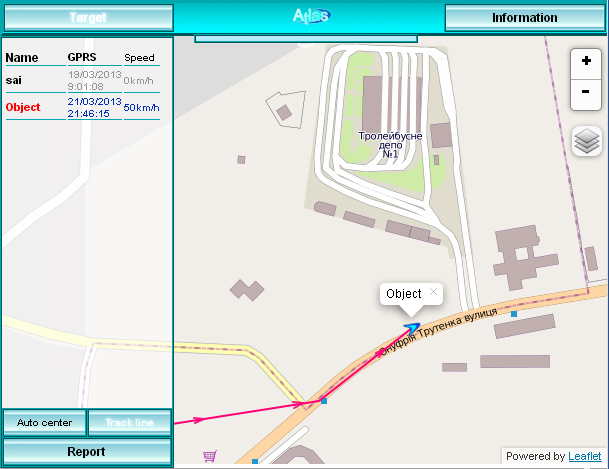 Target
Atlas
Information
Name GPRS Speed
sai 19/03/2013 9:01:08 0km/h
Object 21/03/2013 21:46:15 50km/h
+
-
Тролейбусне
депо
№1
Object ×
Онуфрія Трутенка вулиця
Auto center
Track line
Report
Powered by Leaflet